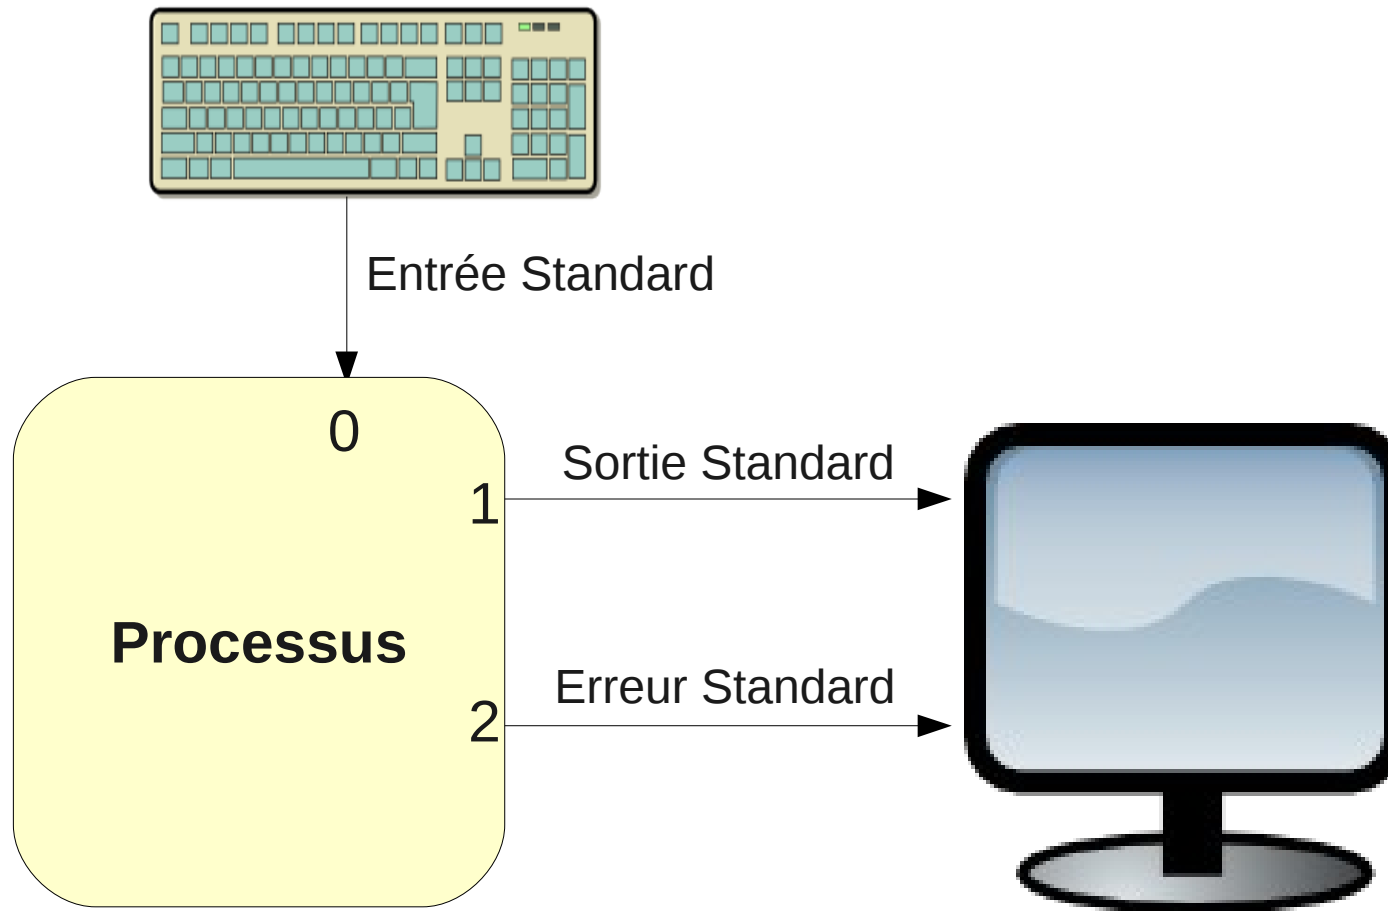 Entrée Standard
0
Sortie Standard
1
Processus
Erreur Standard
2